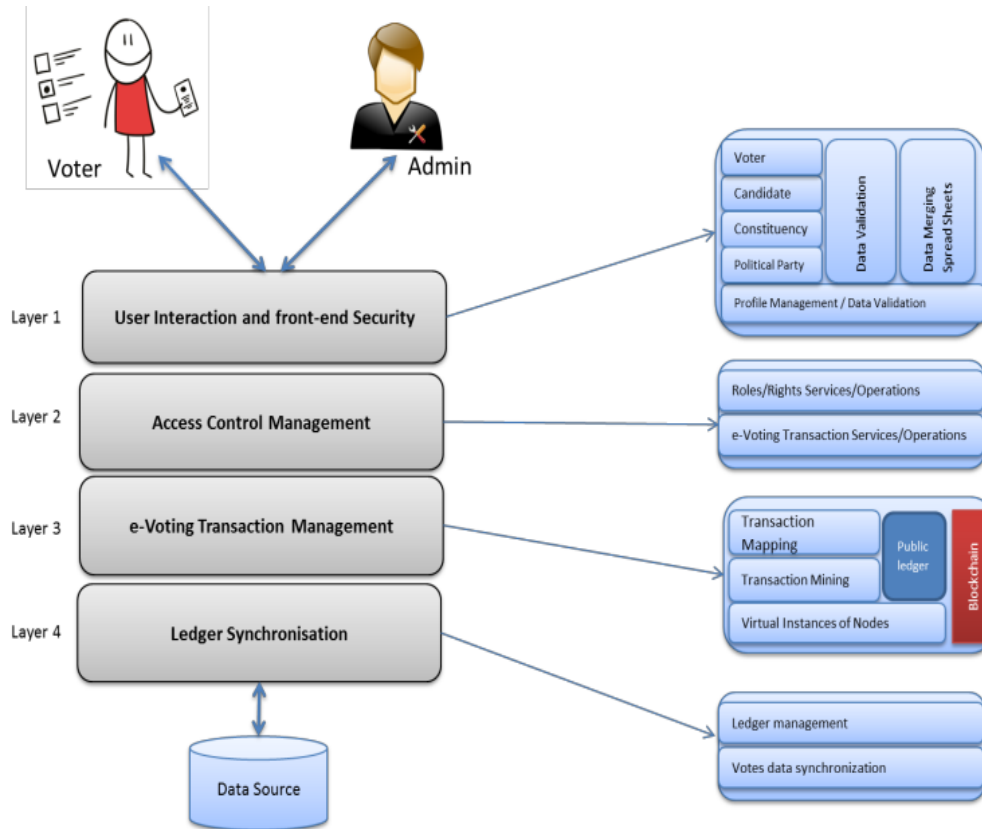 Voter
Admin
Layer 1
User Interaction and front-end Security
Layer 2
Access Control Management
Layer 3
e-Voting Transaction Management
Layer 4
Ledger Synchronisation
Data Source
Voter
Candidate
Constituency
Political Party
Data Validation
Data Merging
Spread Sheets
Profile Management / Data Validation
Roles/Rights Services/Operations
e-Voting Transaction Services/Operations
Transaction
Mapping
Transaction Mining
Virtual Instances of Nodes
Public
ledger
Blockchain
Ledger management
Votes data synchronization